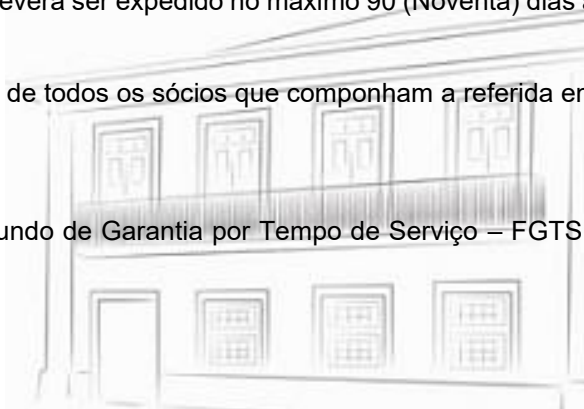 everá ser expedido no máximo 90 (Noventa) dias a
de todos os sócios que componham a referida em
undo de Garantia por Tempo de Serviço – FGTS